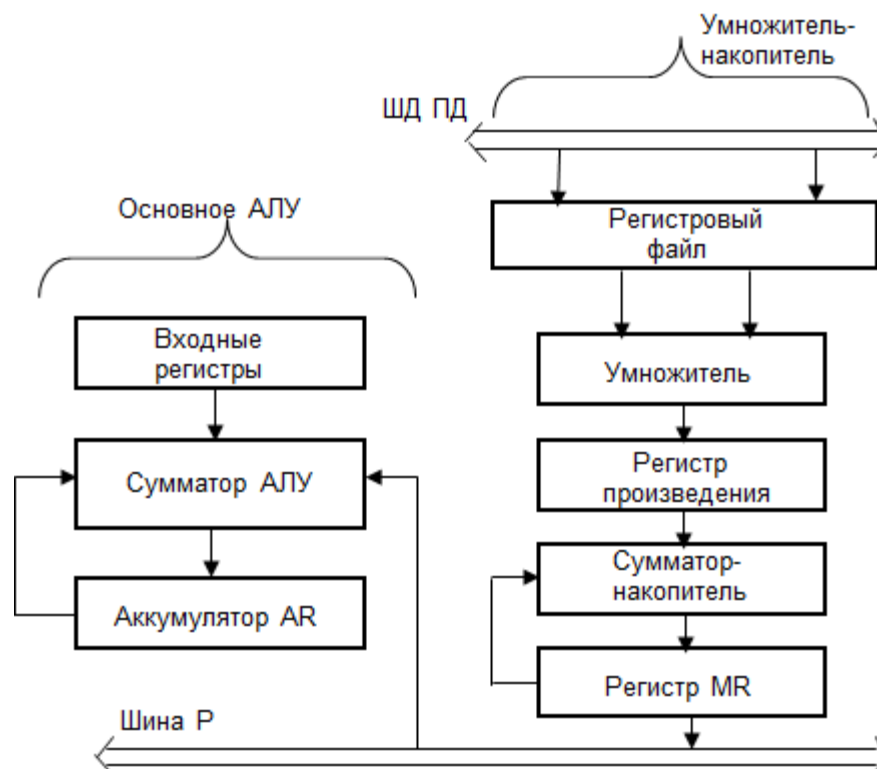 Умножитель-
накопитель
ШД ПД
Основное АЛУ
Регистровый
файл
Входные
регистры
Умножитель
Сумматор АЛУ
Регистр
произведения
Сумматор-
накопитель
Аккумулятор AR
Регистр MR
Шина P